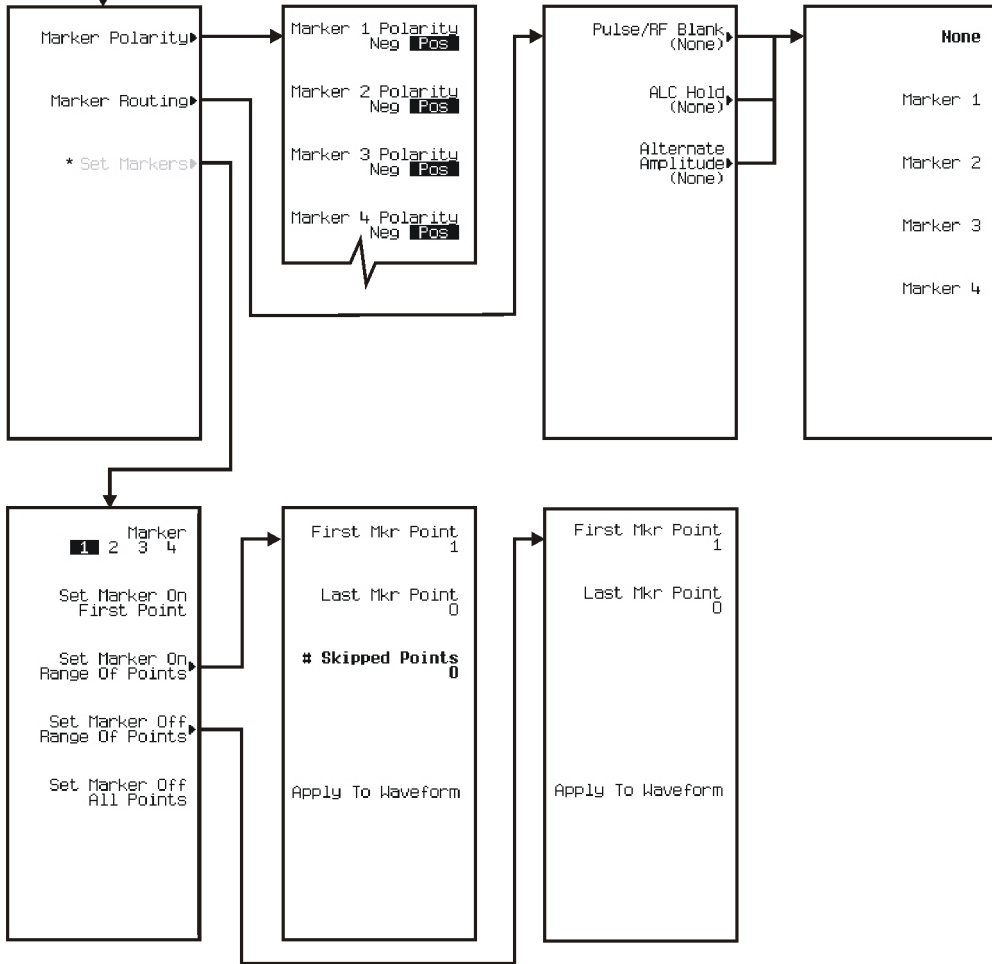 Marker Polarity
Marker Routing
* Set Markers
Marker 1 Polarity
Neg Pos
Marker 2 Polarity
Neg Pos
Marker 3 Polarity
Neg Pos
Marker 4 Polarity
Neg Pos
Pulse/RF Blank
(None)
ALC Hold
(None)
Alternate
Amplitude
(None)
None
Marker 1
Marker 2
Marker 3
Marker 4
Marker
1 2 3 4
Set Marker On
First Point
Set Marker On
Range Of Points
Set Marker Off
Range Of Points
Set Marker Off
All Points
First Mkr Point
1
Last Mkr Point
0
# Skipped Points
0
Apply To Waveform
First Mkr Point
1
Last Mkr Point
0
Apply To Waveform